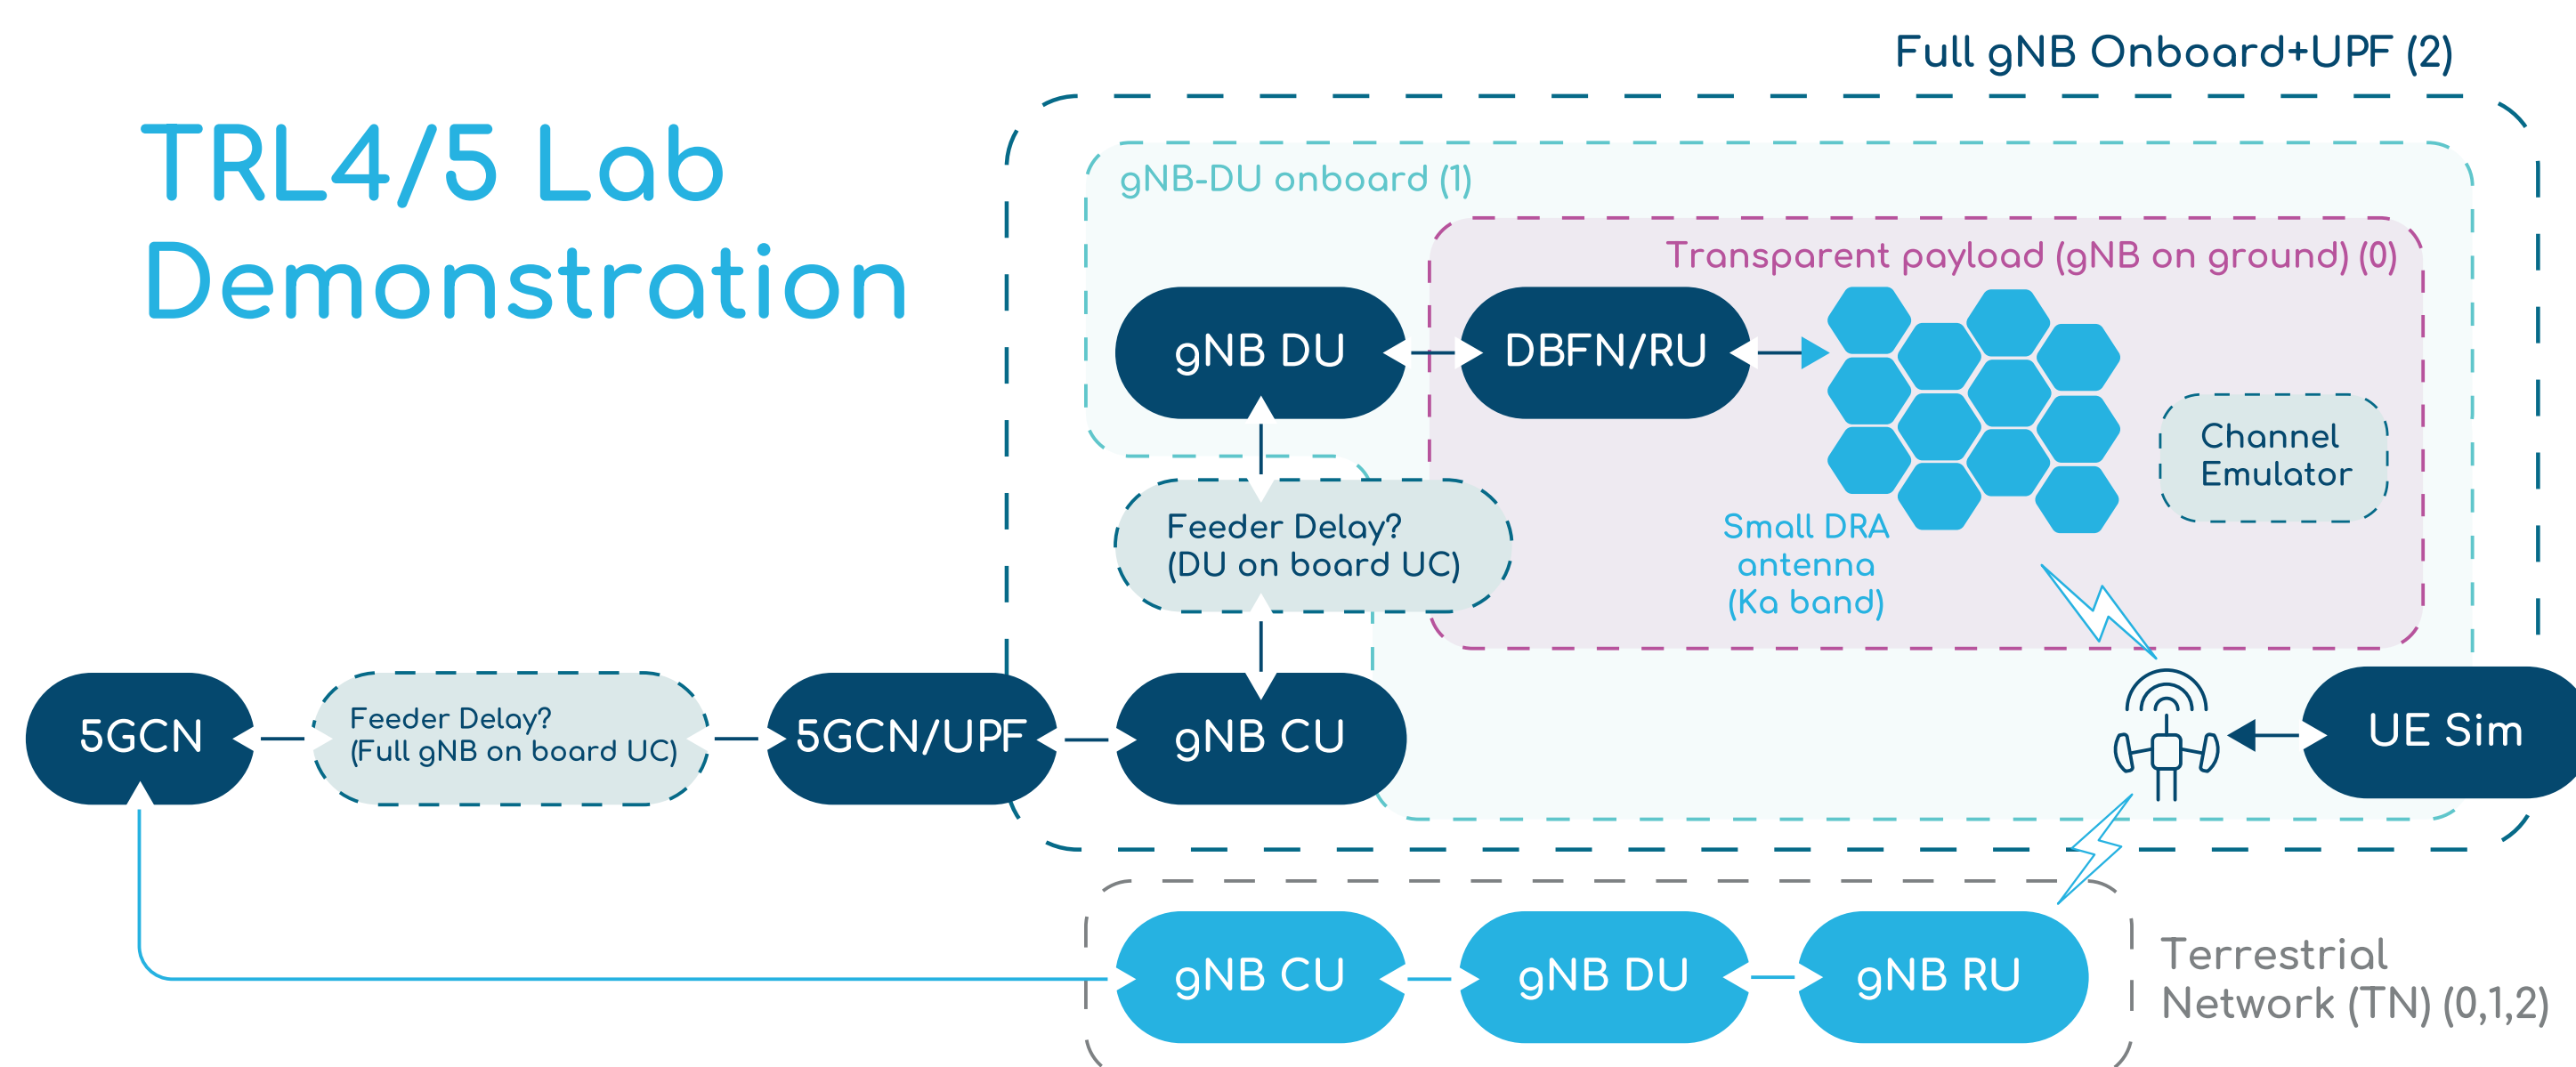 Full gNB Onboard+UPF (2)
TRL4/5 Lab
Demonstration
gNB-DU onboard (1)
Transparent payload (gNB on ground) (0)
gNB DU
DBFN/RU
Channel
Emulator
Feeder Delay?
(DU on board UC)
Small DRA
antenna
(Ka band)
5GCN
Feeder Delay?
(Full gNB on board UC)
5GCN/UPF
gNB CU
UE Sim
gNB CU
gNB DU
gNB RU
Terrestrial
Network (TN) (0,1,2)